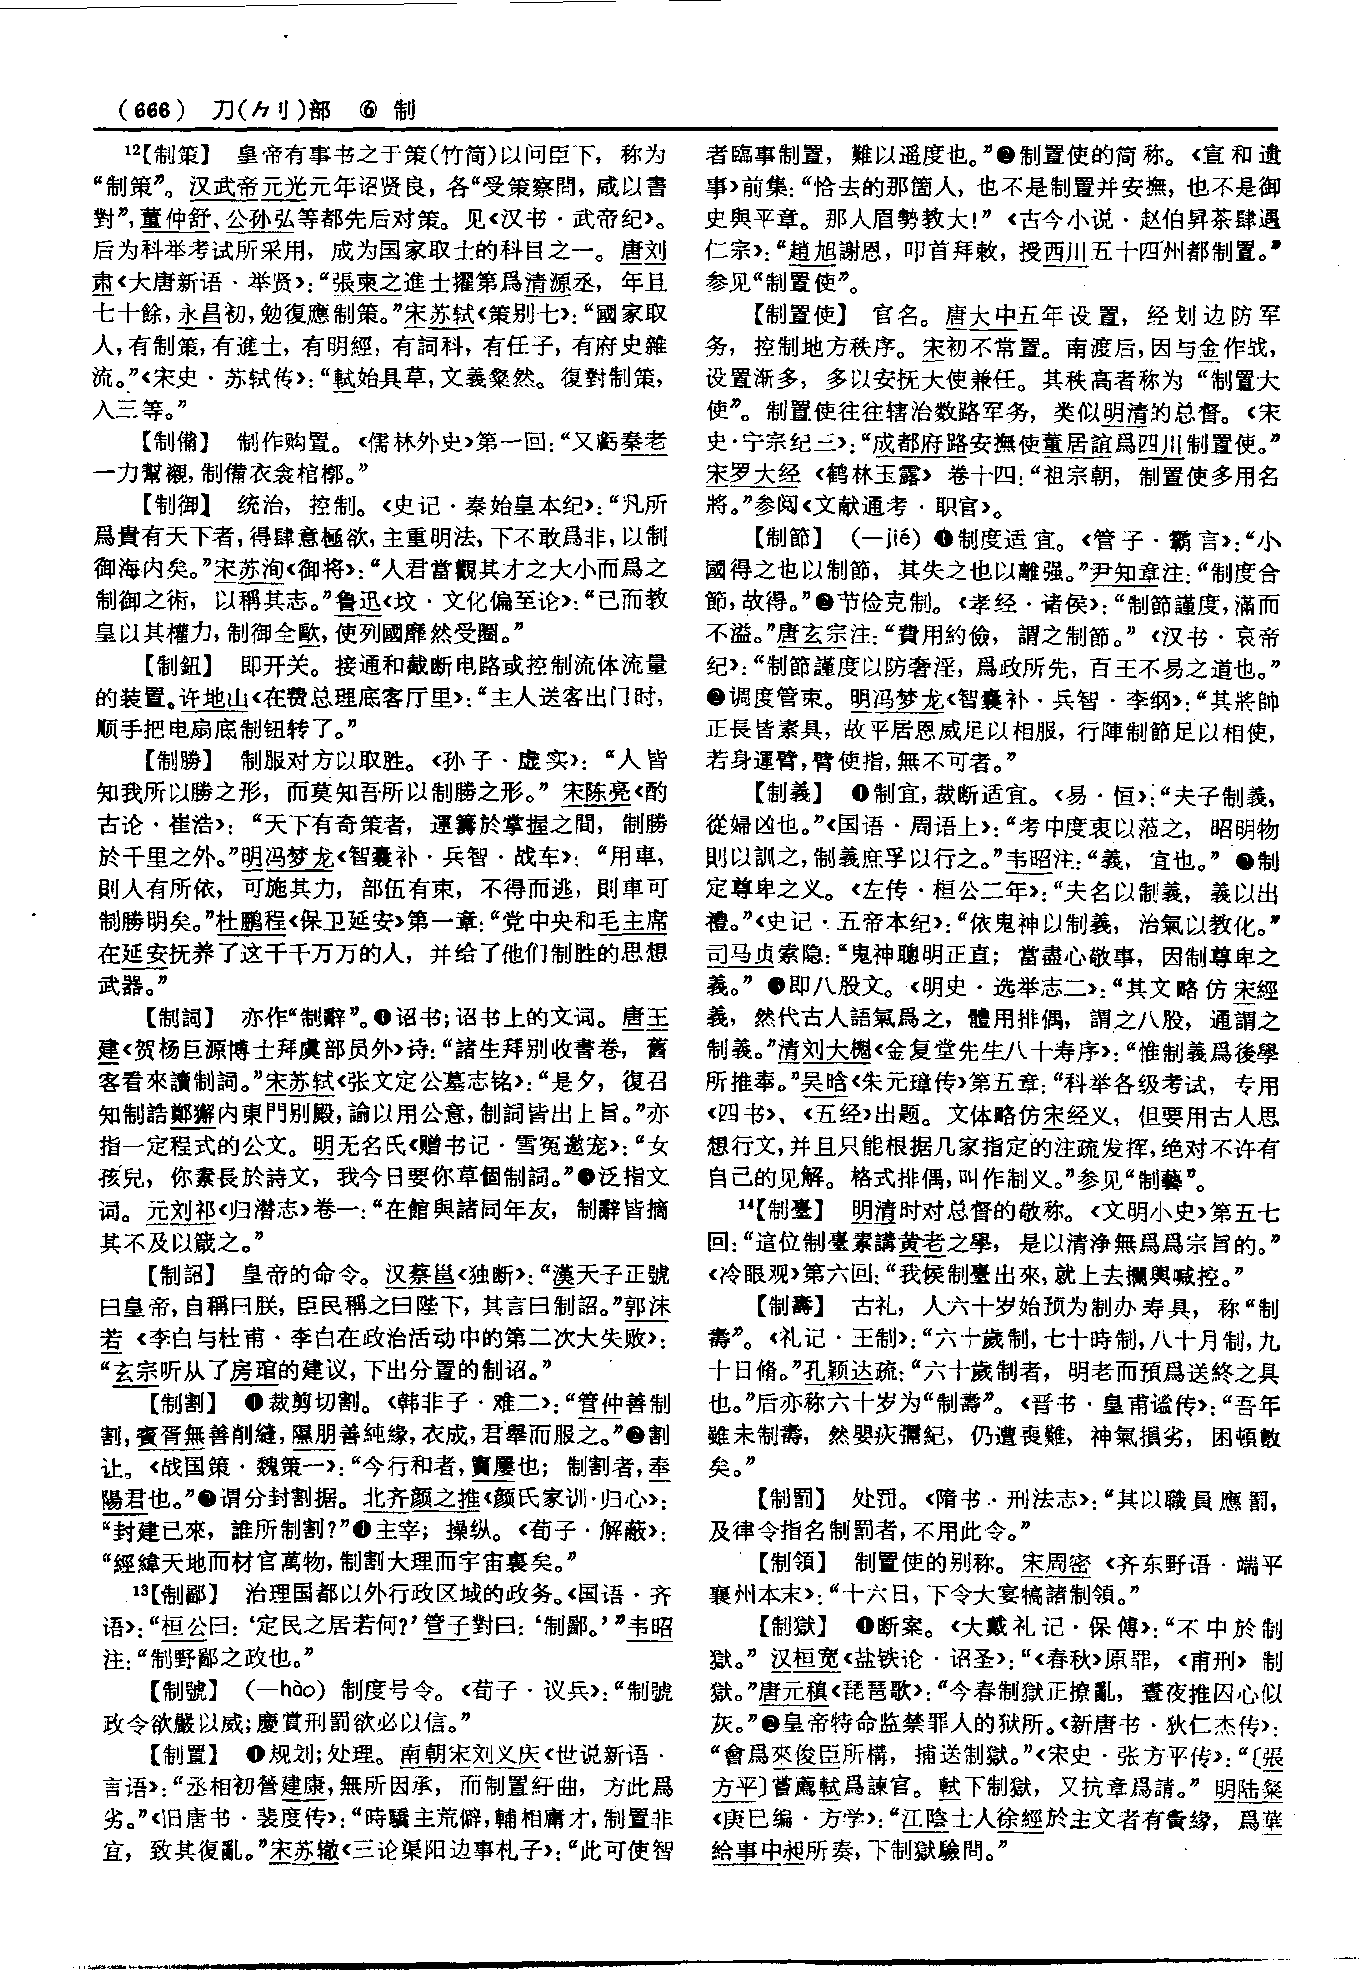 (666) 刀(⺈刂)部 ⑥ 制
12【制策】 皇帝有事书之于策(竹简)以问臣下，称为
“制策”。汉武帝元光元年诏贤良，各“受策察問，咸以書
對”，董仲舒、公孙弘等都先后对策。见《汉书·武帝纪》。
后为科举考试所采用，成为国家取士的科目之一。唐刘
肃《大唐新语·举贤》：“張柬之進士擢第爲清源丞，年且
七十餘，永昌初，勉復應制策。”宋苏轼《策别七》：“國家取
人，有制策，有進士，有明經，有詞科，有任子，有府史雜
流。”《宋史·苏轼传》：“軾始具草，文義粲然。復對制策，
入三等。”
【制備】 制作购置。《儒林外史》第一回：“又虧秦老
一力幫襯，制備衣衾棺槨。”
【制御】 统治，控制。《史记·秦始皇本纪》：“凡所
爲貴有天下者，得肆意極欲，主重明法，下不敢爲非，以制
御海内矣。”宋苏洵《御将》：“人君當觀其才之大小而爲之
制御之術，以稱其志。”鲁迅《坟·文化偏至论》：“已而教
皇以其權力，制御全歐，使列國靡然受圈。”
【制鈕】 即开关。接通和截断电路或控制流体流量
的装置。许地山《在费总理底客厅里》：“主人送客出门时，
顺手把电扇底制钮转了。”
【制勝】 制服对方以取胜。《孙子·虚实》：“人皆
知我所以勝之形，而莫知吾所以制勝之形。”宋陈亮《酌
古论·崔浩》：“天下有奇策者，運籌於掌握之間，制勝
於千里之外。”明冯梦龙《智囊补·兵智·战车》：“用車，
則人有所依，可施其力，部伍有束，不得而逃，則車可
制勝明矣。”杜鹏程《保卫延安》第一章：“党中央和毛主席
在延安抚养了这千千万万的人，并给了他们制胜的思想
武器。”
【制詞】 亦作“制辭”。❶诏书；诏书上的文词。唐王
建《贺杨巨源博士拜虞部员外》诗：“諸生拜别收書卷，舊
客看來讀制詞。”宋苏轼《张文定公墓志铭》：“是夕，復召
知制誥鄭獬内東門别殿，諭以用公意，制詞皆出上旨。”亦
指一定程式的公文。明无名氏《赠书记·雪冤邀宠》：“女
孩兒，你素長於詩文，我今日要你草個制詞。”❷泛指文
词。元刘祁《归潜志》卷一：“在館與諸同年友，制辭皆摘
其不及以箴之。”
【制詔】 皇帝的命令。汉蔡邕《独断》：“漢天子正號
曰皇帝，自稱曰朕，臣民稱之曰陛下，其言曰制詔。”郭沫
若《李白与杜甫·李白在政治活动中的第二次大失败》：
“玄宗听从了房琯的建议，下出分置的制诏。”
【制割】 ❶裁剪切割。《韩非子·难二》：“管仲善制
割，賓胥無善削縫，隰朋善純緣，衣成，君舉而服之。”❷割
让。《战国策·魏策一》：“今行和者，竇屢也；制割者，奉
陽君也。”❸谓分封割据。北齐颜之推《颜氏家训·归心》：
“封建已來，誰所制割？”❹主宰；操纵。《荀子·解蔽》：
“經緯天地而材官萬物，制割大理而宇宙裏矣。”
13【制鄙】 治理国都以外行政区域的政务。《国语·齐
语》：“桓公曰：‘定民之居若何？’管子對曰：‘制鄙。’”韦昭
注：“制野鄙之政也。”
【制號】 (—hào) 制度号令。《荀子·议兵》：“制號
政令欲嚴以威；慶賞刑罰欲必以信。”
【制置】 ❶规划；处理。南朝宋刘义庆《世说新语·
言语》：“丞相初營建康，無所因承，而制置紆曲，方此爲
劣。”《旧唐书·裴度传》：“時驕主荒僻，輔相庸才，制置非
宜，致其復亂。”宋苏辙《三论渠阳边事札子》：“此可使智
者臨事制置，難以遥度也。”❷制置使的简称。《宣和遗
事》前集：“恰去的那箇人，也不是制置并安撫，也不是御
史與平章。那人眉勢教大！”《古今小说·赵伯昇茶肆遇
仁宗》：“趙旭謝恩，叩首拜敕，授西川五十四州都制置。”
参见“制置使”。
【制置使】 官名。唐大中五年设置，经划边防军
务，控制地方秩序。宋初不常置。南渡后，因与金作战，
设置渐多，多以安抚大使兼任。其秩高者称为“制置大
使”。制置使往往辖治数路军务，类似明清的总督。《宋
史·宁宗纪三》：“成都府路安撫使董居誼爲四川制置使。”
宋罗大经《鹤林玉露》卷十四：“祖宗朝，制置使多用名
將。”参阅《文献通考·职官》。
【制節】 (—jié) ❶制度适宜。《管子·霸言》：“小
國得之也以制節，其失之也以離强。”尹知章注：“制度合
節，故得。”❷节俭克制。《孝经·诸侯》：“制節謹度，滿而
不溢。”唐玄宗注：“費用約儉，謂之制節。”《汉书·哀帝
纪》：“制節謹度以防奢淫，爲政所先，百王不易之道也。”
❸调度管束。明冯梦龙《智囊补·兵智·李纲》：“其將帥
正長皆素具，故平居恩威足以相服，行陣制節足以相使，
若身運臂，臂使指，無不可者。”
【制義】 ❶制宜，裁断适宜。《易·恒》：“夫子制義，
從婦凶也。”《国语·周语上》：“考中度衷以蒞之，昭明物
則以訓之，制義庶孚以行之。”韦昭注：“義，宜也。”❷制
定尊卑之义。《左传·桓公二年》：“夫名以制義，義以出
禮。”《史记·五帝本纪》：“依鬼神以制義，治氣以教化。”
司马贞索隐：“鬼神聰明正直；當盡心敬事，因制尊卑之
義。”❸即八股文。《明史·选举志二》：“其文略仿宋經
義，然代古人語氣爲之，體用排偶，謂之八股，通謂之
制義。”清刘大櫆《金复堂先生八十寿序》：“惟制義爲後學
所推奉。”吴晗《朱元璋传》第五章：“科举各级考试，专用
《四书》、《五经》出题。文体略仿宋经义，但要用古人思
想行文，并且只能根据几家指定的注疏发挥，绝对不许有
自己的见解。格式排偶，叫作制义。”参见“制藝”。
14【制臺】 明清时对总督的敬称。《文明小史》第五七
回：“這位制臺素講黄老之學，是以清净無爲爲宗旨的。”
《冷眼观》第六回：“我候制臺出來，就上去攔輿喊控。”
【制壽】 古礼，人六十岁始预为制办寿具，称“制
壽”。《礼记·王制》：“六十歲制，七十時制，八十月制，九
十日脩。”孔颖达疏：“六十歲制者，明老而預爲送終之具
也。”后亦称六十岁为“制壽”。《晋书·皇甫谧传》：“吾年
雖未制壽，然嬰疢彌紀，仍遭喪難，神氣損劣，困頓數
矣。”
【制罰】 处罚。《隋书·刑法志》：“其以職員應罰，
及律令指名制罰者，不用此令。”
【制領】 制置使的别称。宋周密《齐东野语·端平
襄州本末》：“十六日，下令大宴犒諸制領。”
【制獄】 ❶断案。《大戴礼记·保傅》：“不中於制
獄。”汉桓宽《盐铁论·诏圣》：“《春秋》原罪，《甫刑》制
獄。”唐元稹《琵琶歌》：“今春制獄正撩亂，晝夜推囚心似
灰。”❷皇帝特命监禁罪人的狱所。《新唐书·狄仁杰传》：
“會爲來俊臣所構，捕送制獄。”《宋史·张方平传》：“〔張
方平〕嘗薦軾爲諫官。軾下制獄，又抗章爲請。”明陆粲
《庚巳编·方学》：“江陰士人徐經於主文者有夤緣，爲葉
給事中昶所奏，下制獄驗問。”